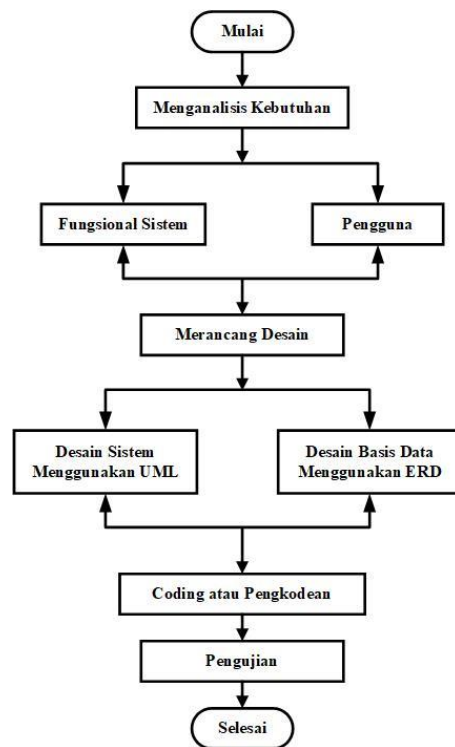 Mulai
Menganalisis Kebutuhan
Fungsional Sistem
Pengguna
Merancang Desain
Desain Sistem
Menggunakan UML
Desain Basis Data
Menggunakan ERD
Coding atau Pengkodean
Pengujian
Selesai